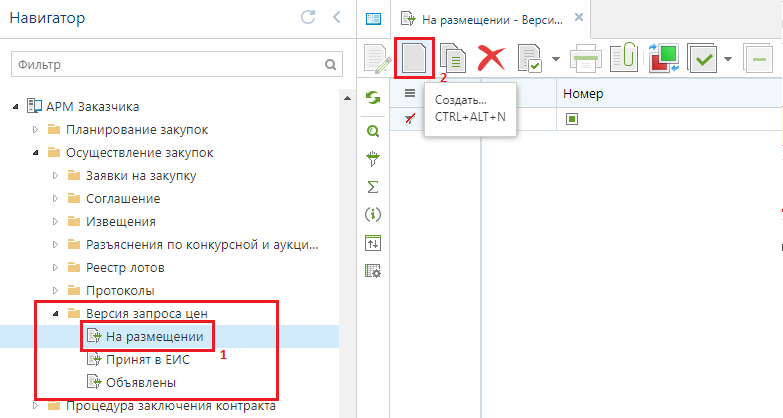 Навигатор
Фильтр
АРМ Заказчика
Планирование закупок
Осуществление закупок
Заявки на закупку
Соглашение
Извещения
Разъяснения по конкурсной и аукци...
Реестр лотов
Протоколы
Версия запроса цен
На размещении
1
Принят в ЕИС
Объявлены
Процедура заключения контракта
На размещении - Верси...
2
Создать...
CTRL+ALT+N
Номер